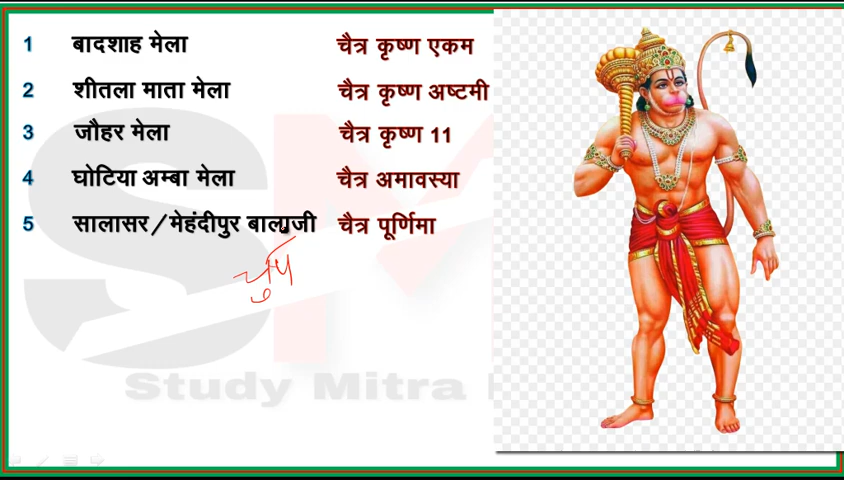 1 बादशाह मेला चैत्र कृष्ण एकम
2 शीतला माता मेला चैत्र कृष्ण अष्टमी
3 जौहर मेला चैत्र कृष्ण 11
4 घोटिया अम्बा मेला चैत्र अमावस्या
5 सालासर/मेहंदीपुर बालाजी चैत्र पूर्णिमा
Study Mitra